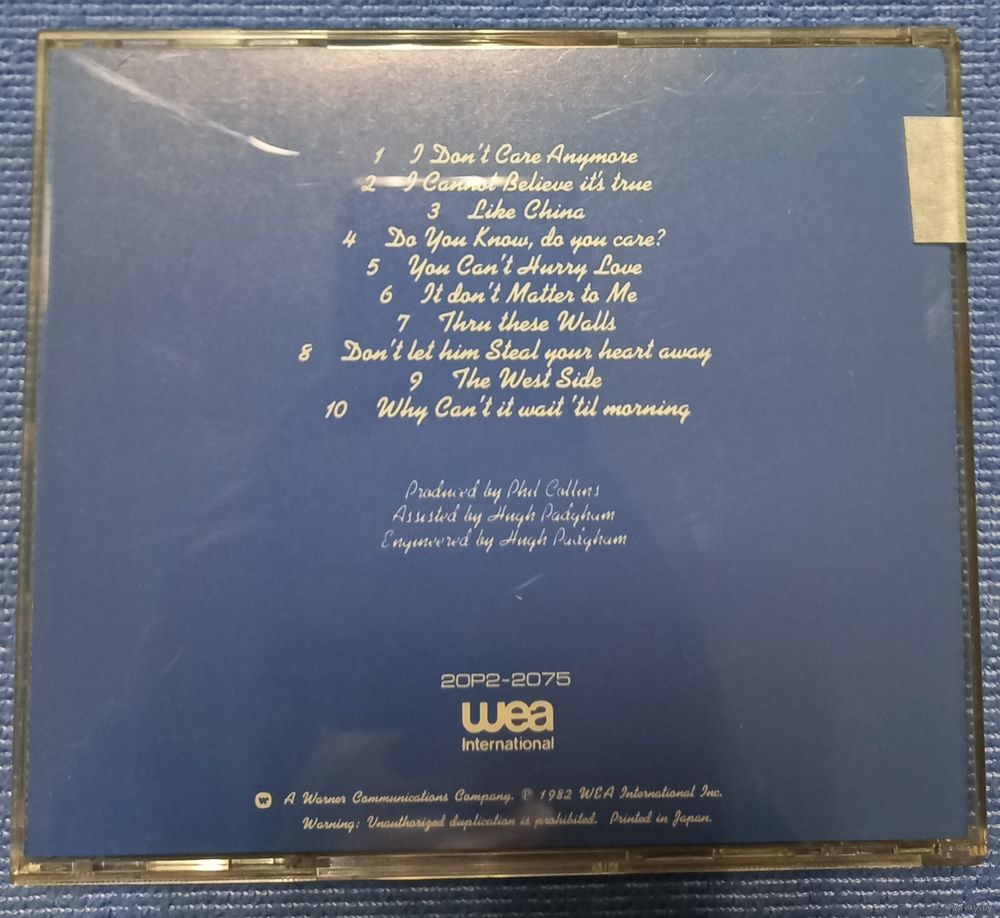 1 I Don't Care Anymore
2 I Cannot Believe it's true
3 Like China
4 Do You Know, do you care?
5 You Can't Hurry Love
6 It don't Matter to Me
7 Thru these Walls
8 Don't let him Steal your heart away
9 The West Side
10 Why Can't it wait 'til morning
Produced by Phil Collins
Assisted by Hugh Padgham
Engineered by Hugh Padgham
20P2-2075
wea
International
W A Warner Communications Company. ℗ 1982 WEA International Inc.
Warning: Unauthorized duplication is prohibited. Printed in Japan.